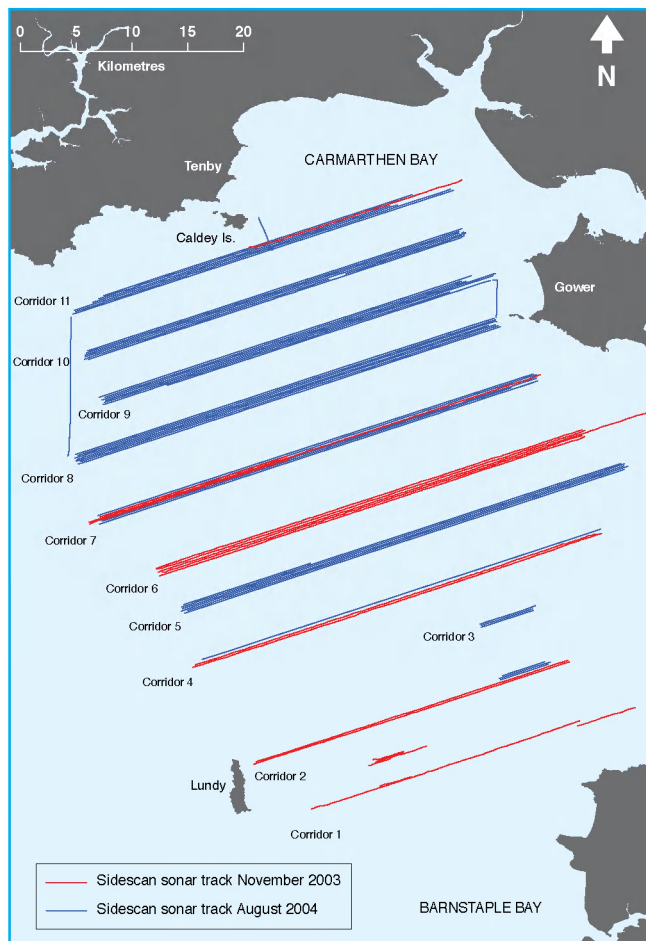 0 5 10 15 20
Kilometres
N
CARMARTHEN BAY
Tenby
Caldey Is.
Gower
Corridor 11
Corridor 10
Corridor 9
Corridor 8
Corridor 7
Corridor 6
Corridor 5
Corridor 3
Corridor 4
Corridor 2
Lundy
Corridor 1
Sidescan sonar track November 2003
Sidescan sonar track August 2004
BARNSTAPLE BAY